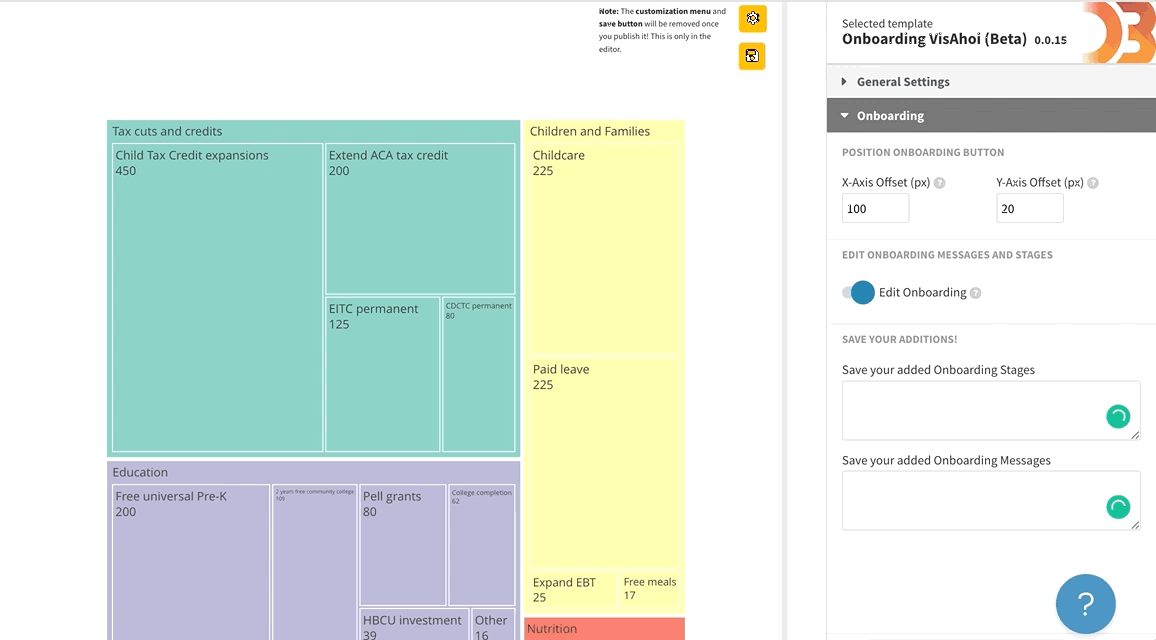 Note: The customization menu and
save button will be removed once
you publish it! This is only in the
editor.
Tax cuts and credits
Child Tax Credit expansions
450
Extend ACA tax credit
200
EITC permanent
125
CDCTC permanent
80
Children and Families
Childcare
225
Paid leave
225
Expand EBT
25
Free meals
17
Education
Free universal Pre-K
200
2 years free community college
105
Pell grants
80
College completion
62
HBCU investment
39
Other
16
Nutrition
Selected template
Onboarding VisAhoi (Beta) 0.0.15
General Settings
Onboarding
POSITION ONBOARDING BUTTON
X-Axis Offset (px) ?
100
Y-Axis Offset (px) ?
20
EDIT ONBOARDING MESSAGES AND STAGES
Edit Onboarding ?
SAVE YOUR ADDITIONS!
Save your added Onboarding Stages
Save your added Onboarding Messages
?